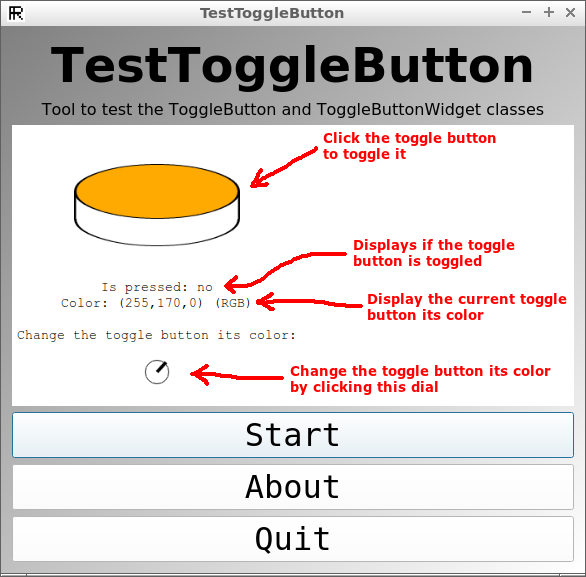 TestToggleButton
TestToggleButton
Tool to test the ToggleButton and ToggleButtonWidget classes
Click the toggle button
to toggle it
Displays if the toggle
button is toggled
Is pressed: no
Color: (255,170,0) (RGB)
Display the current toggle
button its color
Change the toggle button its color:
Change the toggle button its color
by clicking this dial
Start
About
Quit